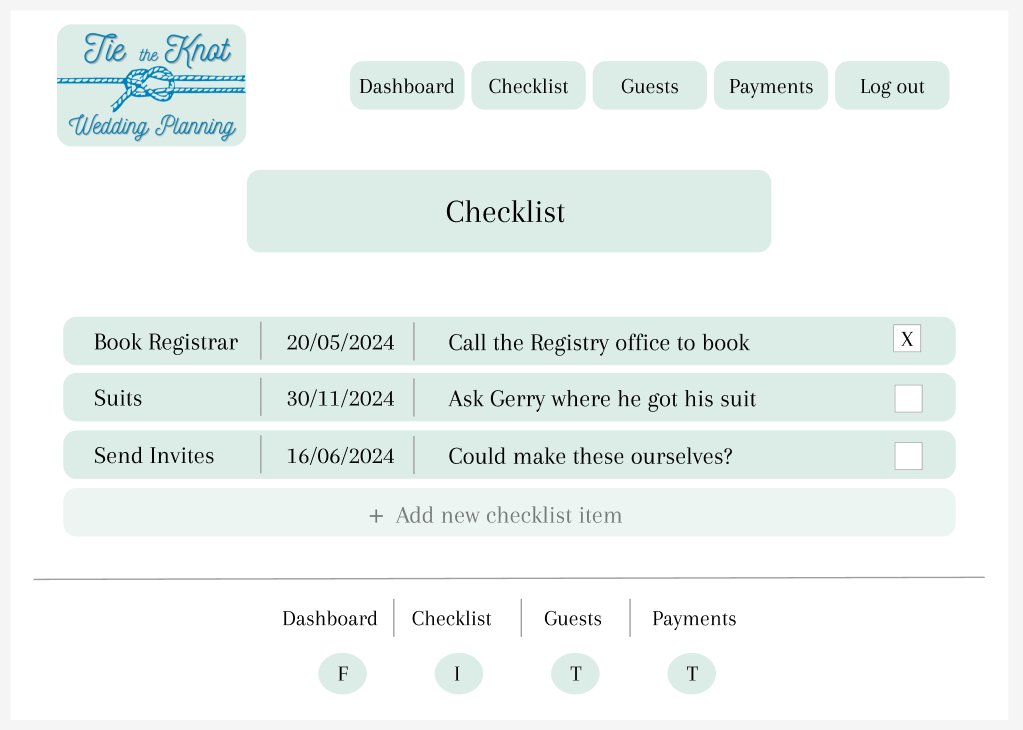 Tie the Knot
Wedding Planning
Dashboard Checklist Guests Payments Log out
Checklist
Book Registrar 20/05/2024 Call the Registry office to book X
Suits 30/11/2024 Ask Gerry where he got his suit
Send Invites 16/06/2024 Could make these ourselves?
+ Add new checklist item
Dashboard Checklist Guests Payments
F I T T